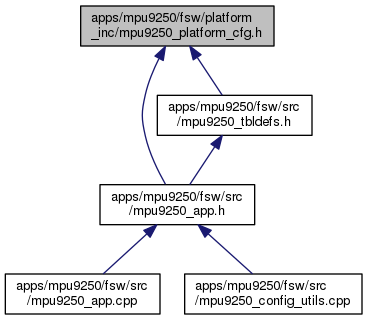 apps/mpu9250/fsw/platform
_inc/mpu9250_platform_cfg.h
apps/mpu9250/fsw/src
/mpu9250_tbldefs.h
apps/mpu9250/fsw/src
/mpu9250_app.h
apps/mpu9250/fsw/src
/mpu9250_app.cpp
apps/mpu9250/fsw/src
/mpu9250_config_utils.cpp